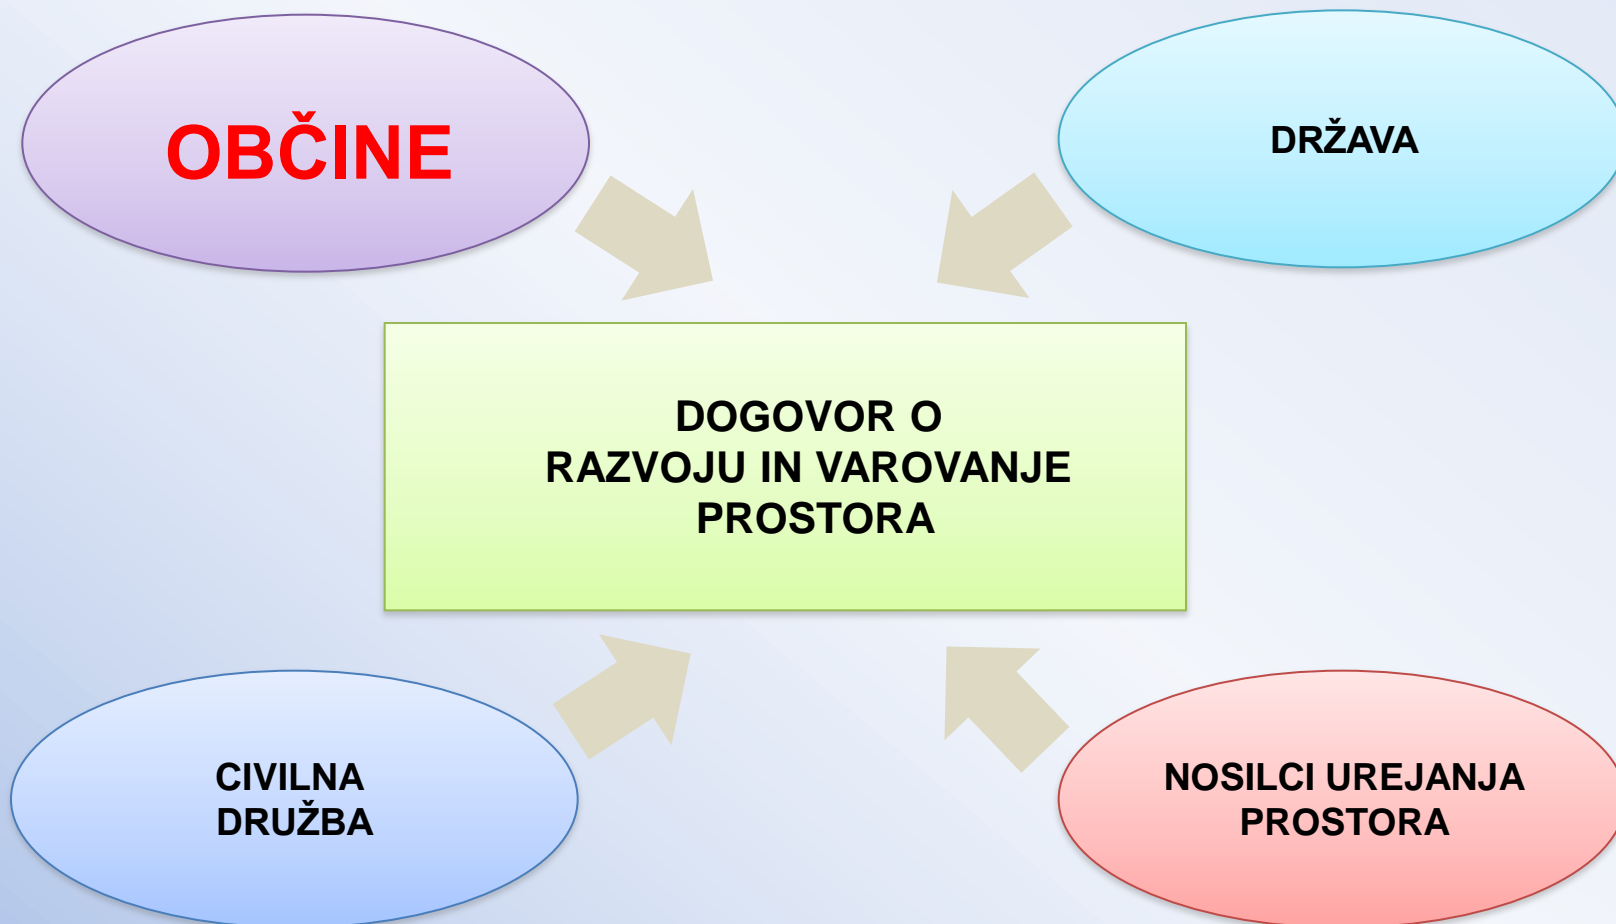 OBČINE
DRŽAVA
DOGOVOR O
RAZVOJU IN VAROVANJE
PROSTORA
CIVILNA
DRUŽBA
NOSILCI UREJANJA
PROSTORA